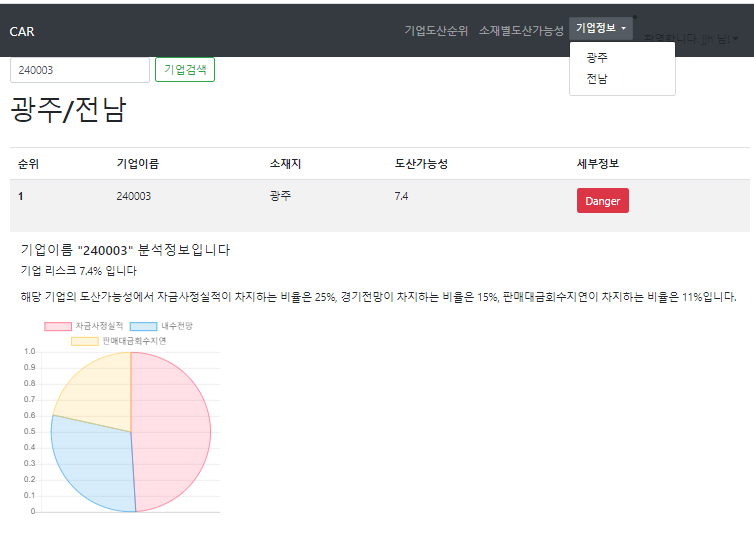 CAR 기업도산순위 소재별도산가능성 기업정보
환영합니다. jjh 님!
광주
전남
240003 기업검색
광주/전남
순위 기업이름 소재지 도산가능성 세부정보
1 240003 광주 7.4 Danger
기업이름 "240003" 분석정보입니다
기업 리스크 7.4% 입니다
해당 기업의 도산가능성에서 자금사정실적이 차지하는 비율은 25%, 경기전망이 차지하는 비율은 15%, 판매대금회수지연이 차지하는 비율은 11%입니다.
자금사정실적 내수전망
판매대금회수지연
1.0
0.9
0.8
0.7
0.6
0.5
0.4
0.3
0.2
0.1
0